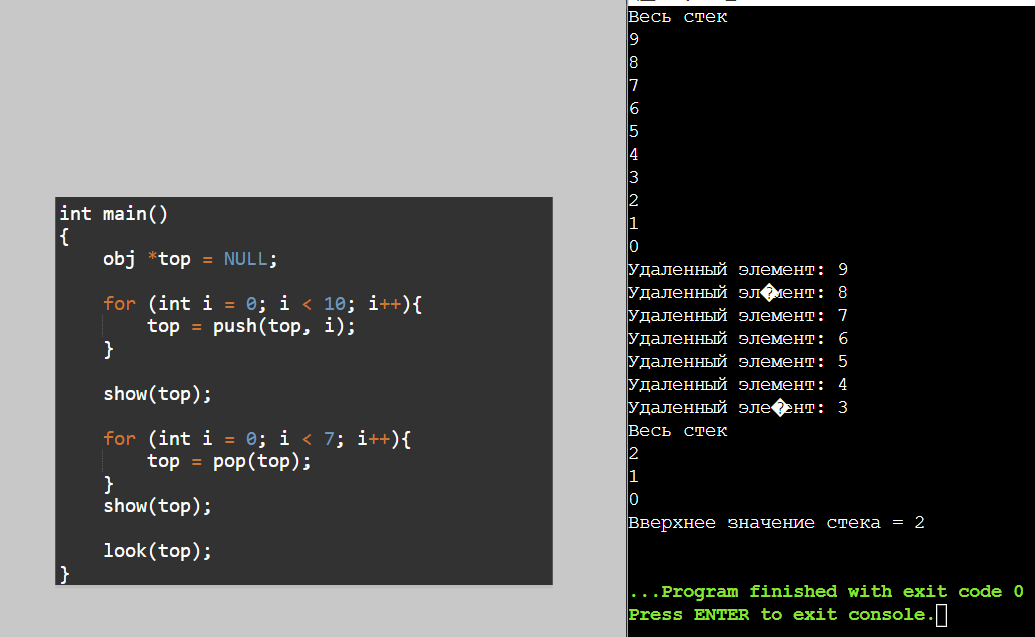 int main()
{
    obj *top = NULL;
    for (int i = 0; i < 10; i++){
        top = push(top, i);
    }
    show(top);
    for (int i = 0; i < 7; i++){
        top = pop(top);
    }
    show(top);
    look(top);
}
Весь стек
9
8
7
6
5
4
3
2
1
0
Удаленный элемент: 9
Удаленный эл�мент: 8
Удаленный элемент: 7
Удаленный элемент: 6
Удаленный элемент: 5
Удаленный элемент: 4
Удаленный эле�ент: 3
Весь стек
2
1
0
Вверхнее значение стека = 2
...Program finished with exit code 0
Press ENTER to exit console.